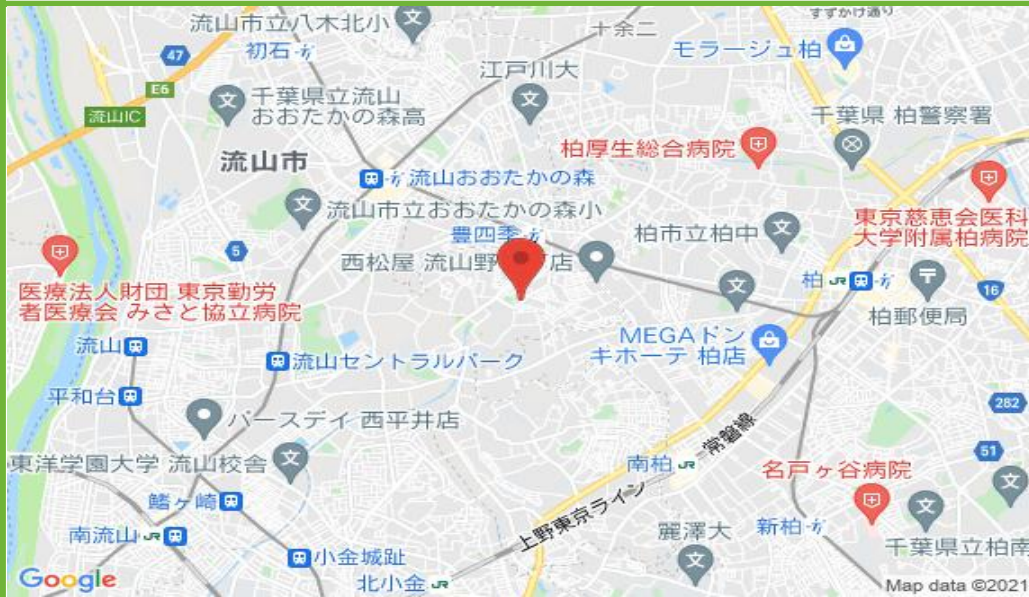 すずかけ通り
流山市立八木北小
初石
十余二
モラージュ柏
47
E6
江戸川大
流山IC
千葉県立流山
おおたかの森高
千葉県 柏警察署
柏厚生総合病院
流山市
流山おおたかの森
東京慈恵会医科
大学附属柏病院
流山市立おおたかの森小
豊四季
柏市立柏中
5
西松屋 流山野
店
柏 JR
16
医療法人財団 東京勤労
者医療会 みさと協立病院
柏郵便局
流山
MEGAドン
キホーテ 柏店
流山セントラルパーク
平和台
282
バースデイ 西平井店
常磐線
51
東洋学園大学 流山校舎
南柏 JR
名戸ヶ谷病院
鰭ヶ崎
上野東京ライン
新柏
南流山 JR
麗澤大
千葉県立柏南
小金城趾
北小金 JR
Google
Map data ©2021